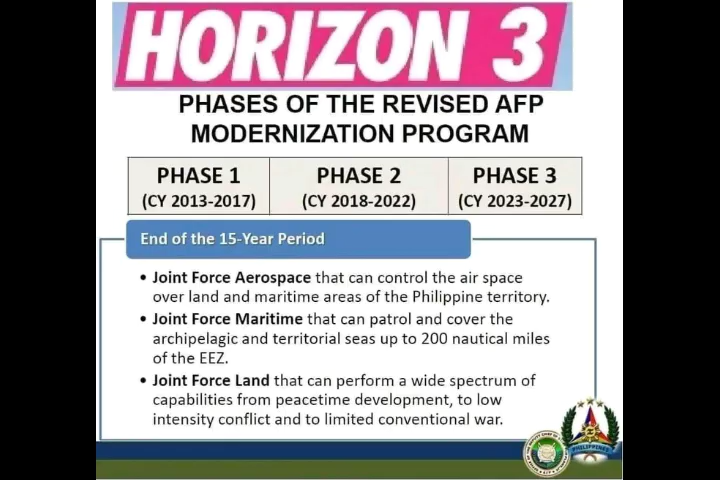 HORIZON 3
PHASES OF THE REVISED AFP
MODERNIZATION PROGRAM
PHASE 1 PHASE 2 PHASE 3
(CY 2013-2017) (CY 2018-2022) (CY 2023-2027)
End of the 15-Year Period
• Joint Force Aerospace that can control the air space
over land and maritime areas of the Philippine territory.
• Joint Force Maritime that can patrol and cover the
archipelagic and territorial seas up to 200 nautical miles
of the EEZ.
• Joint Force Land that can perform a wide spectrum of
capabilities from peacetime development, to low
intensity conflict and to limited conventional war.
PHILIPPINES